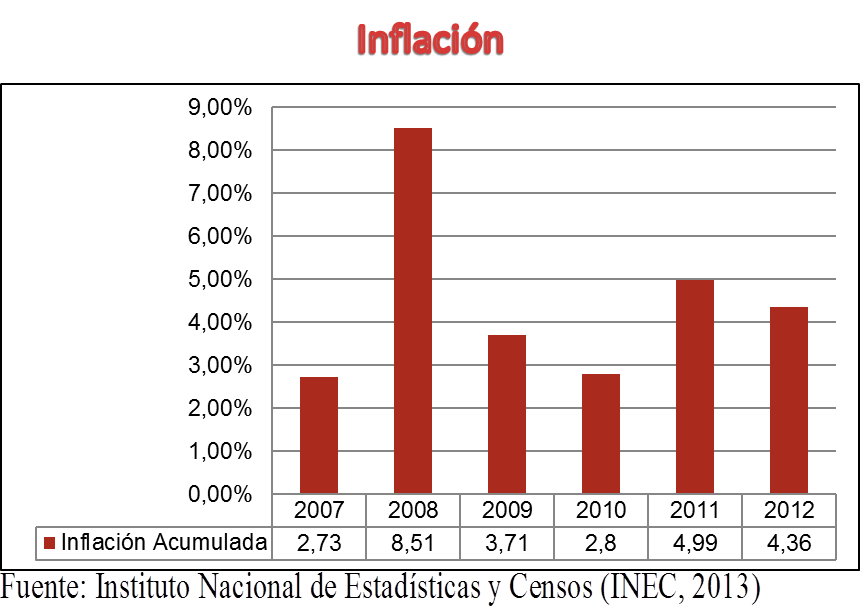 Inflación
9,00%
8,00%
7,00%
6,00%
5,00%
4,00%
3,00%
2,00%
1,00%
0,00%
2007 2008 2009 2010 2011 2012
Inflación Acumulada 2,73 8,51 3,71 2,8 4,99 4,36
Fuente: Instituto Nacional de Estadísticas y Censos (INEC, 2013)